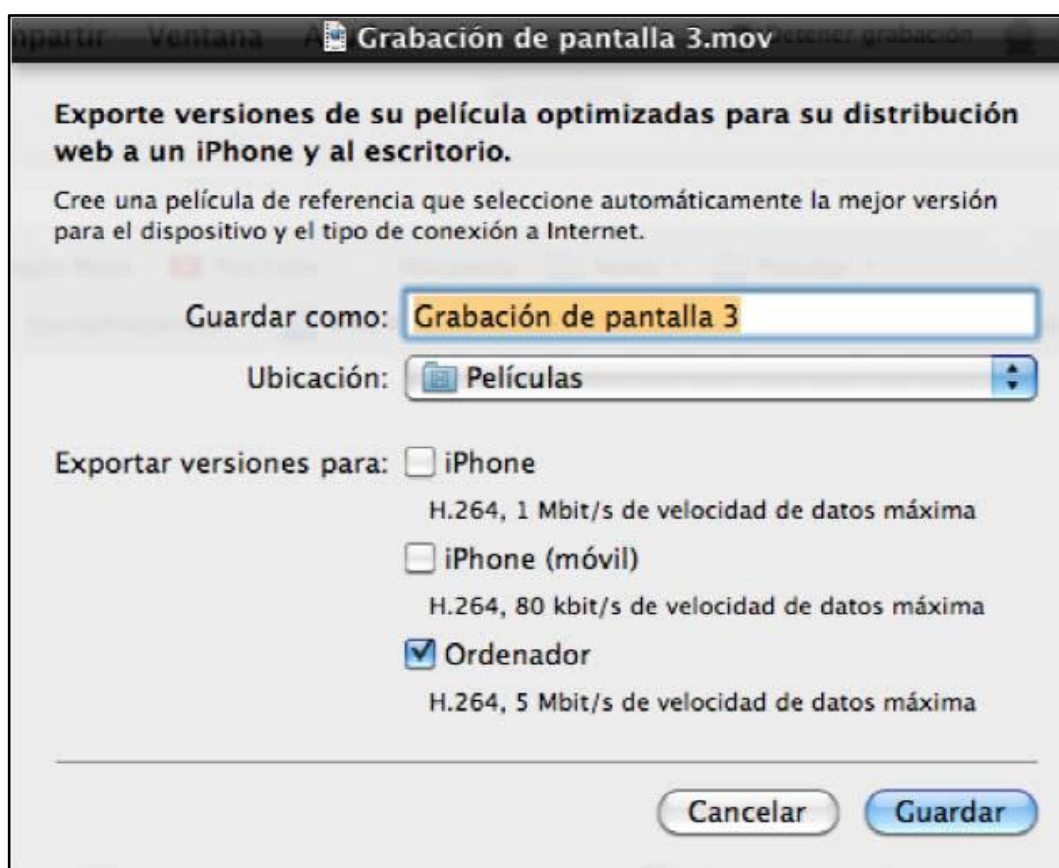 mpartir Ventana
Grabación de pantalla 3.mov
Detener grabación
Exporte versiones de su película optimizadas para su distribución
web a un iPhone y al escritorio.
Cree una película de referencia que seleccione automáticamente la mejor versión
para el dispositivo y el tipo de conexión a Internet.
Guardar como: Grabación de pantalla 3
Ubicación: Películas
Exportar versiones para: iPhone
H.264, 1 Mbit/s de velocidad de datos máxima
iPhone (móvil)
H.264, 80 kbit/s de velocidad de datos máxima
Ordenador
H.264, 5 Mbit/s de velocidad de datos máxima
Cancelar Guardar